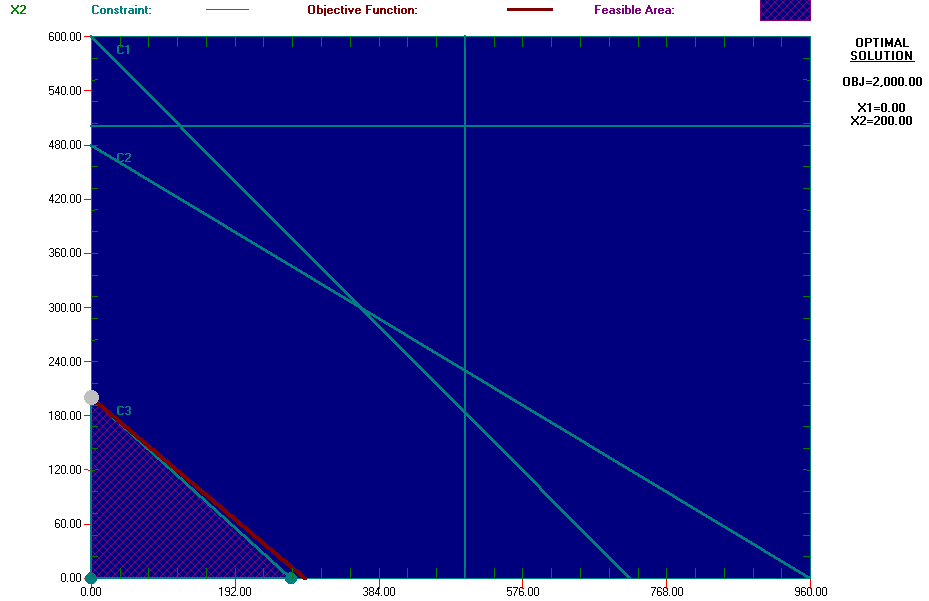 X2 Constraint: Objective Function: Feasible Area:
600.00
OPTIMAL
SOLUTION
C1
OBJ=2,000.00
540.00
X1=0.00
X2=200.00
480.00
C2
420.00
360.00
300.00
240.00
C3
180.00
120.00
60.00
0.00
0.00 192.00 384.00 576.00 768.00 960.00